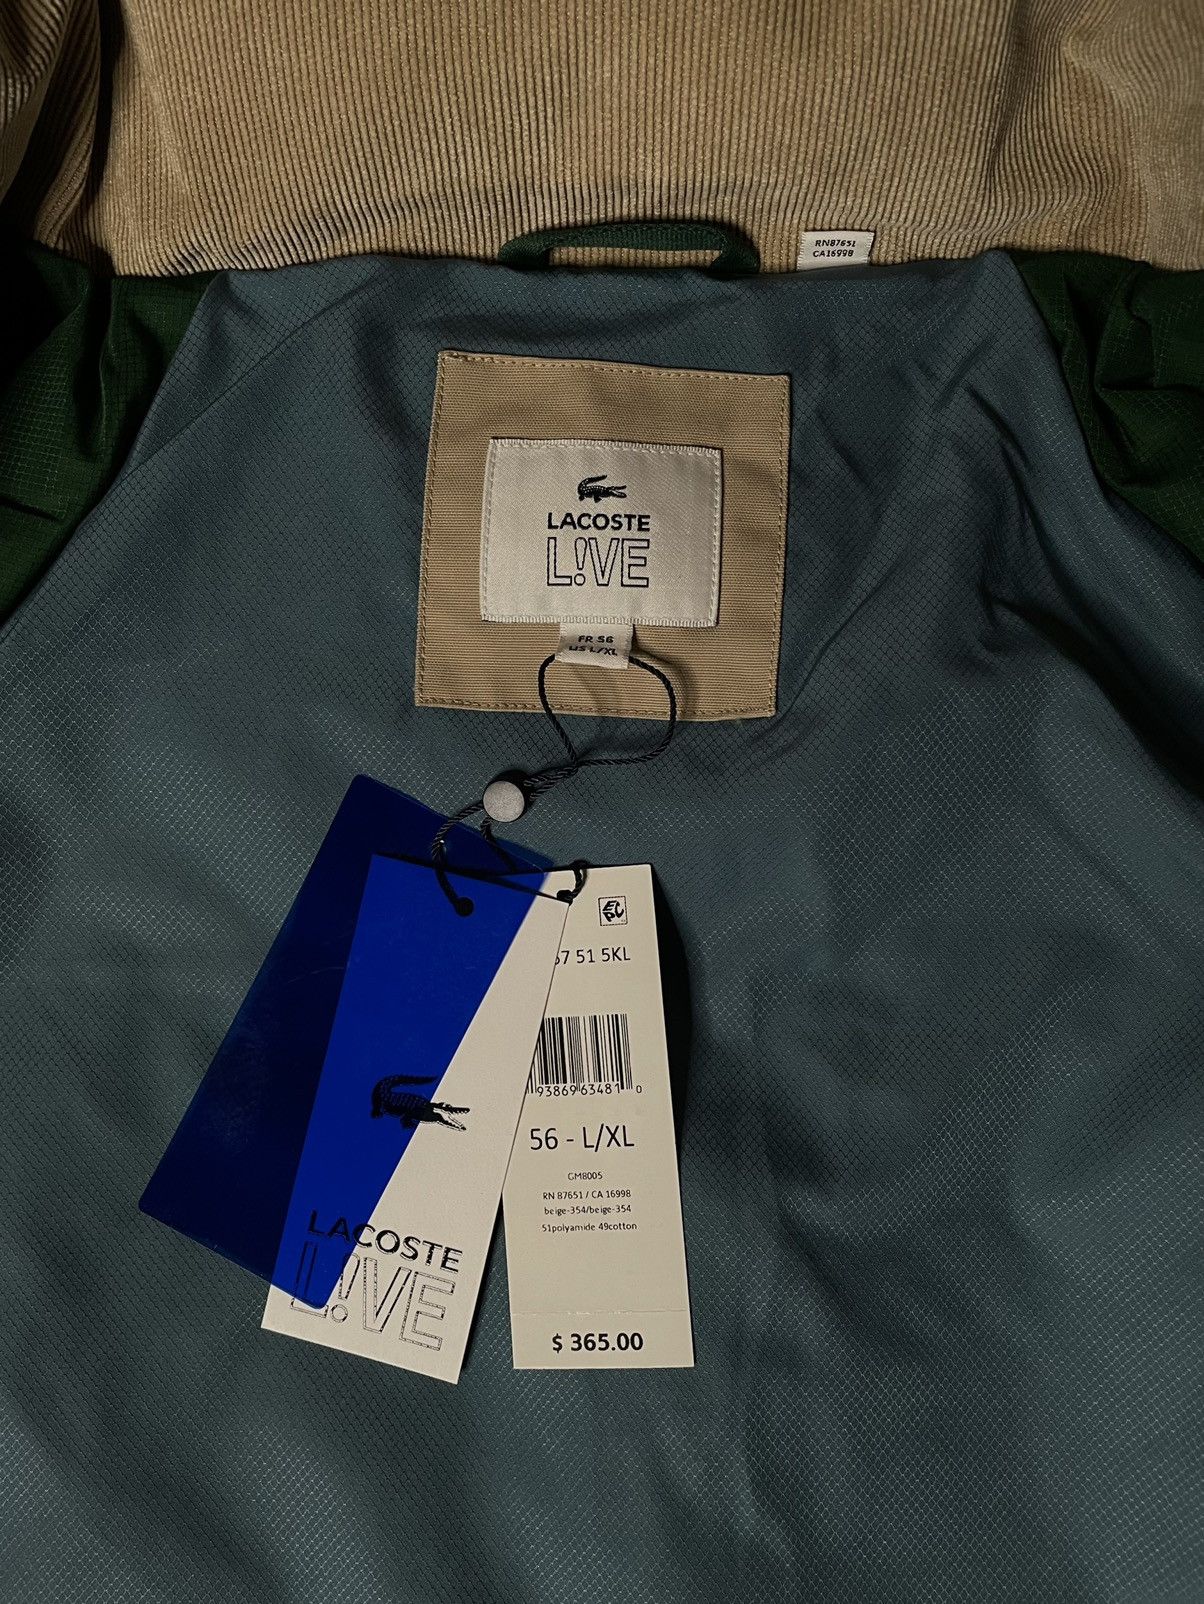 RN87651
CA16998
LACOSTE
L!VE
FR 56
US L/XL
EPC
57 51 5KL
93869 63481 0
56 - L/XL
GM8005
RN 87651 / CA 16998
beige-354/beige-354
51polyamide 49cotton
$ 365.00
LACOSTE
L!VE